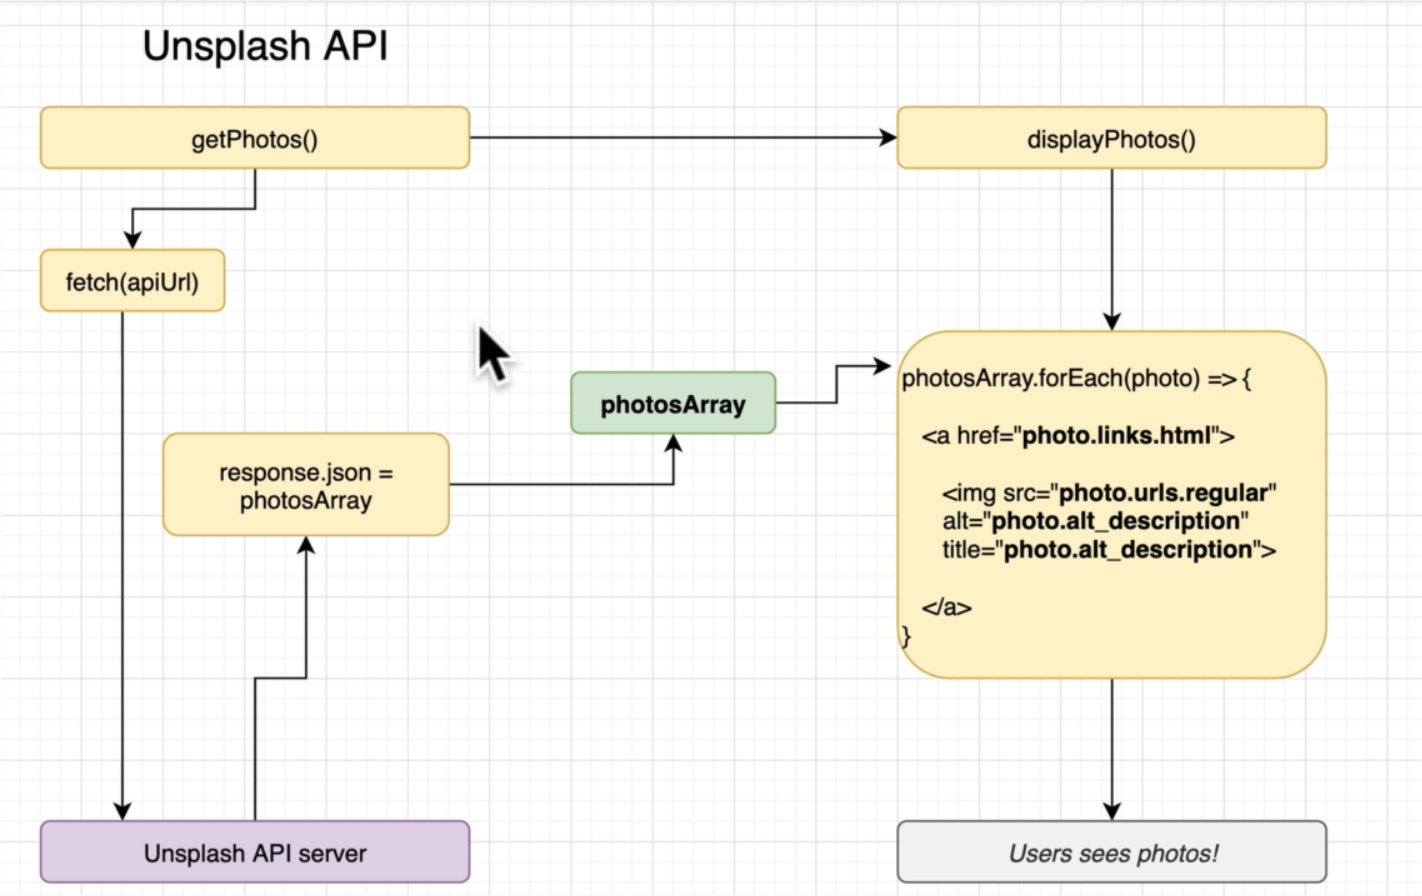 Unsplash API
getPhotos()
displayPhotos()
fetch(apiUrl)
photosArray
response.json =
photosArray
photosArray.forEach(photo) => {
<a href="photo.links.html">
<img src="photo.urls.regular"
alt="photo.alt_description"
title="photo.alt_description">
</a>
}
Unsplash API server
Users sees photos!